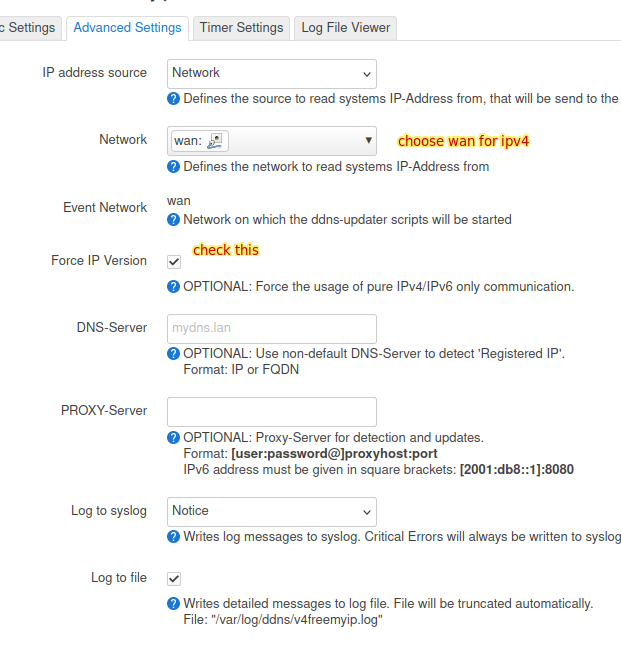 c Settings Advanced Settings Timer Settings Log File Viewer
IP address source Network
Defines the source to read systems IP-Address from, that will be send to the
Network wan: choose wan for ipv4
Defines the network to read systems IP-Address from
Event Network wan
Network on which the ddns-updater scripts will be started
check this
Force IP Version
OPTIONAL: Force the usage of pure IPv4/IPv6 only communication.
DNS-Server mydns.lan
OPTIONAL: Use non-default DNS-Server to detect 'Registered IP'.
Format: IP or FQDN
PROXY-Server
OPTIONAL: Proxy-Server for detection and updates.
Format: [user:password@]proxyhost:port
IPv6 address must be given in square brackets: [2001:db8::1]:8080
Log to syslog Notice
Writes log messages to syslog. Critical Errors will always be written to syslog
Log to file
Writes detailed messages to log file. File will be truncated automatically.
File: "/var/log/ddns/v4freemyip.log"